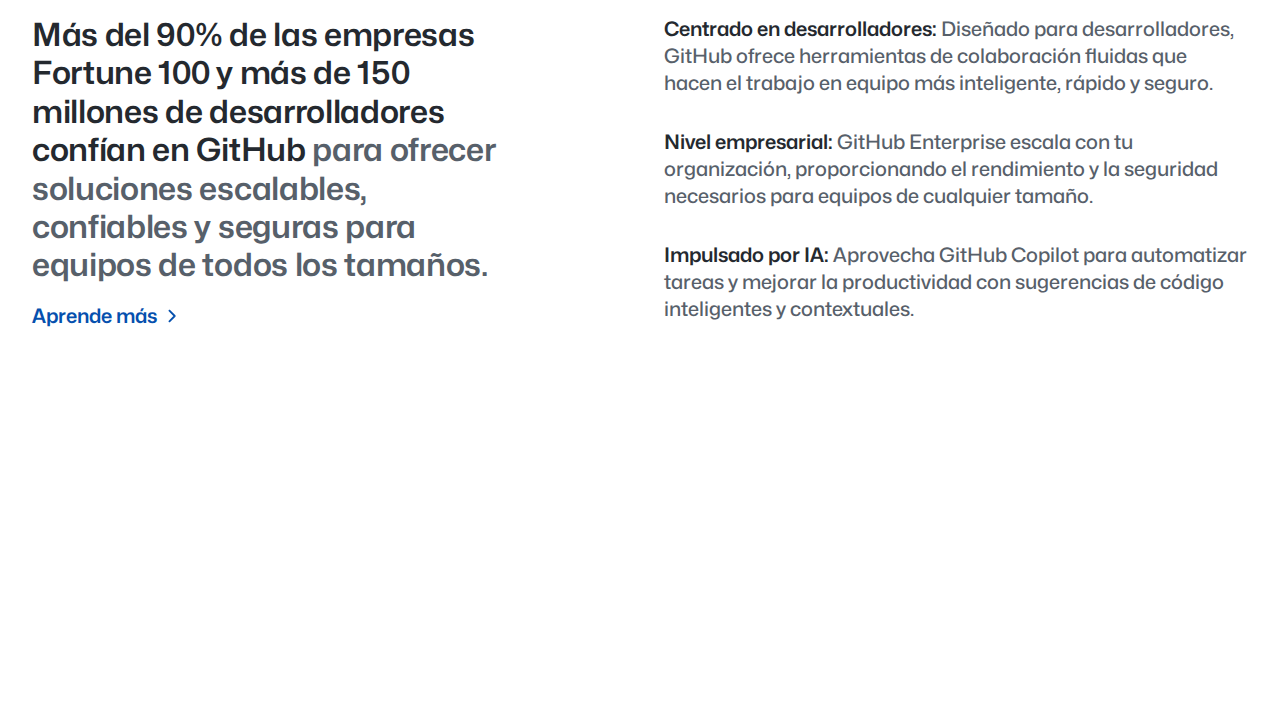 Más del 90% de las empresas
Fortune 100 y más de 150
millones de desarrolladores
confían en GitHub para ofrecer
soluciones escalables,
confiables y seguras para
equipos de todos los tamaños.
Aprende más
Centrado en desarrolladores: Diseñado para desarrolladores,
GitHub ofrece herramientas de colaboración fluidas que
hacen el trabajo en equipo más inteligente, rápido y seguro.
Nivel empresarial: GitHub Enterprise escala con tu
organización, proporcionando el rendimiento y la seguridad
necesarios para equipos de cualquier tamaño.
Impulsado por IA: Aprovecha GitHub Copilot para automatizar
tareas y mejorar la productividad con sugerencias de código
inteligentes y contextuales.